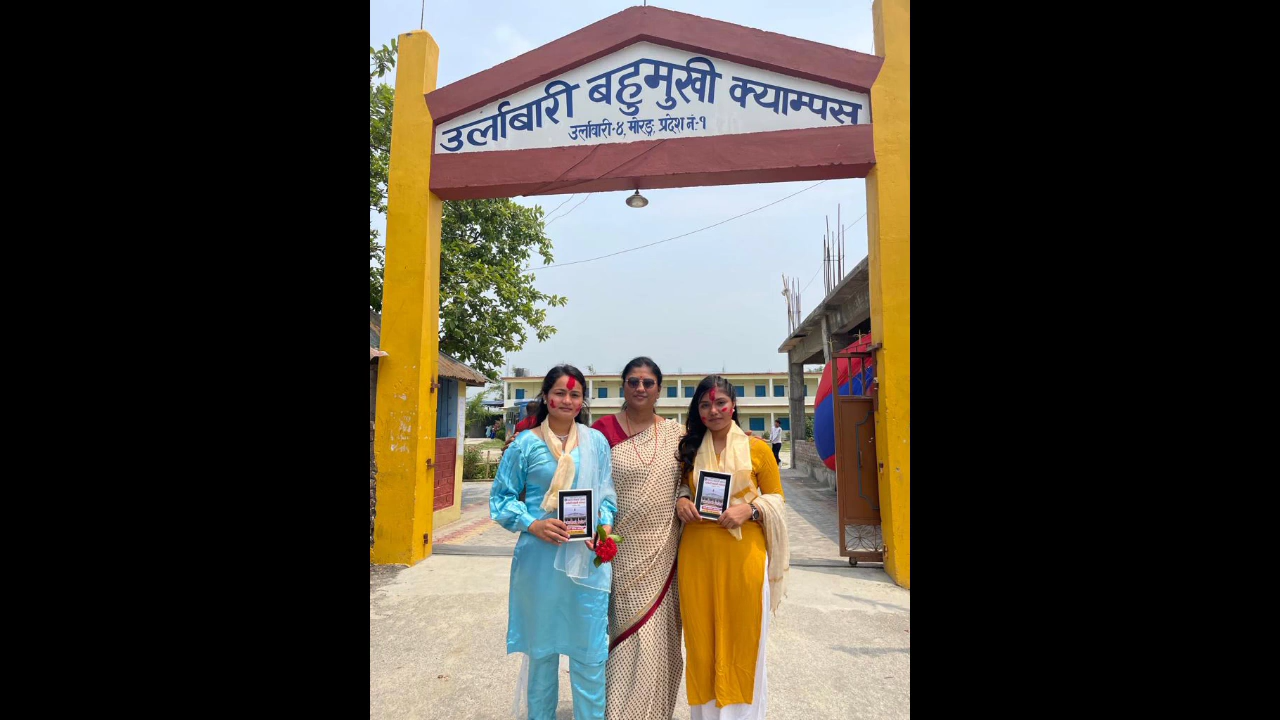 उर्लाबारी बहुमुखी क्याम्पस
उर्लाबारी-४, मोरङ, प्रदेश नं.-१